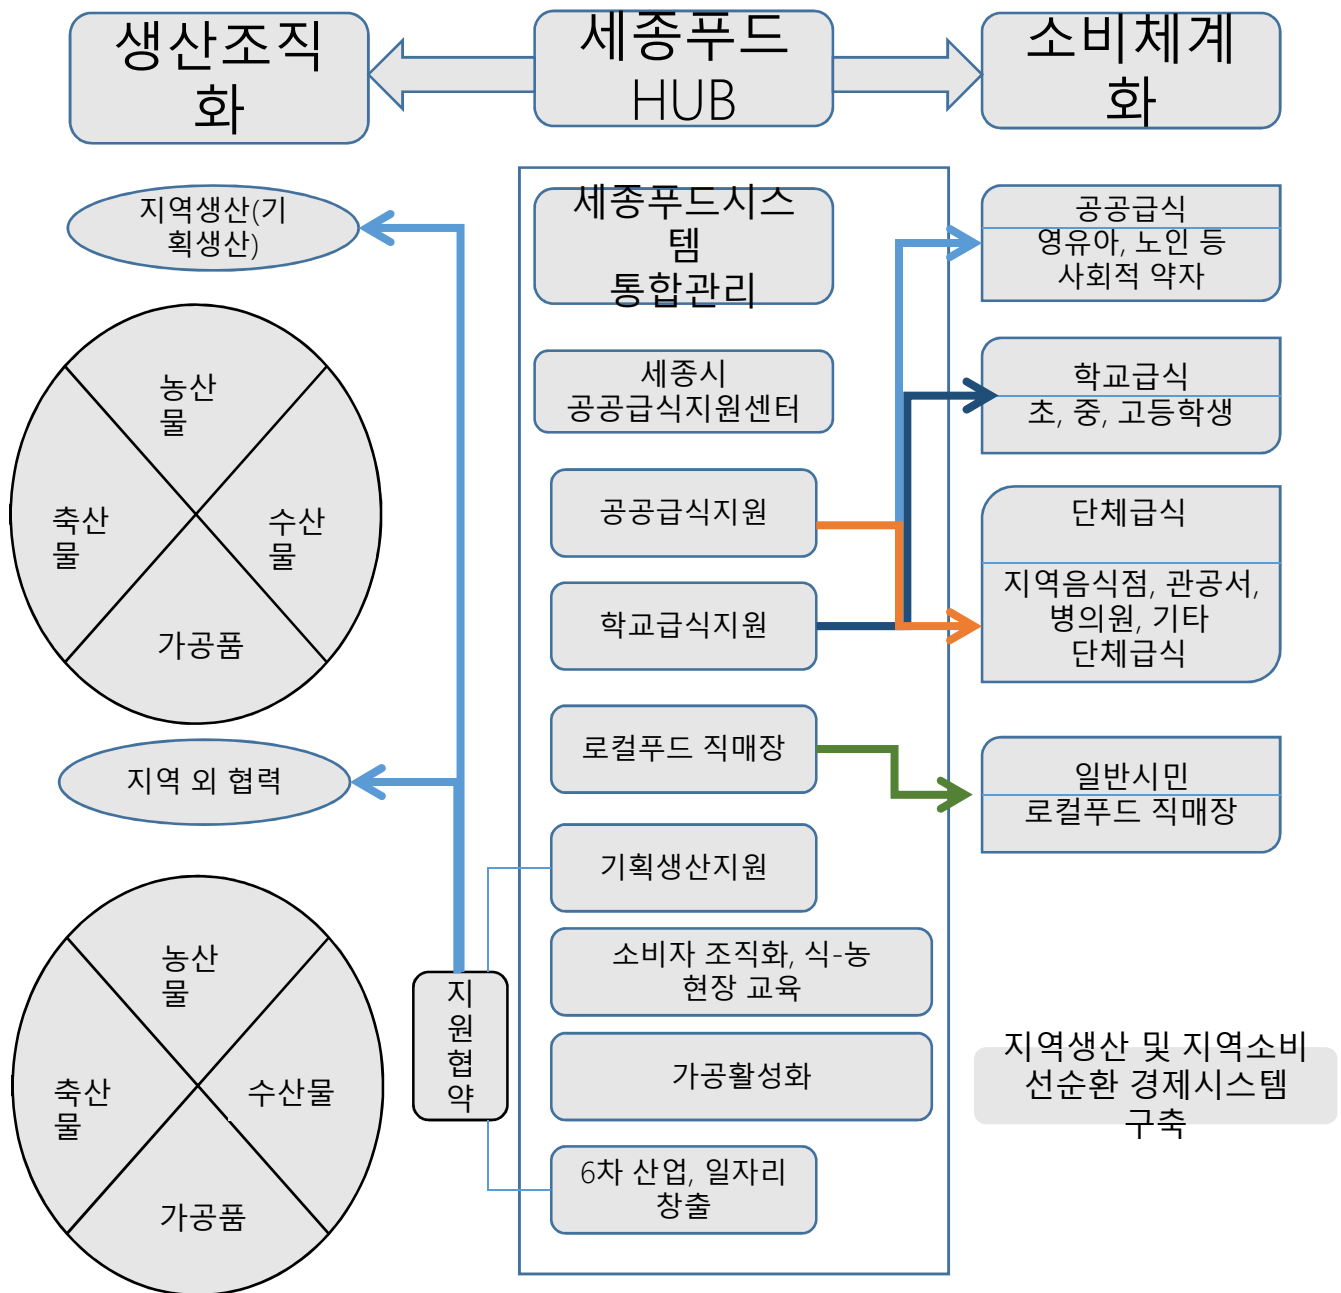 생산조직
화
세종푸드
HUB
소비체계
화
지역생산(기
획생산)
농산
물
축산
물
수산
물
가공품
지역 외 협력
농산
물
축산
물
수산물
가공품
지
원
협
약
세종푸드시스
템
통합관리
세종시
공공급식지원센터
공공급식지원
학교급식지원
로컬푸드 직매장
기획생산지원
소비자 조직화, 식-농
현장 교육
가공활성화
6차 산업, 일자리
창출
공공급식
영유아, 노인 등
사회적 약자
학교급식
초, 중, 고등학생
단체급식
지역음식점, 관공서,
병의원, 기타
단체급식
일반시민
로컬푸드 직매장
지역생산 및 지역소비
선순환 경제시스템
구축